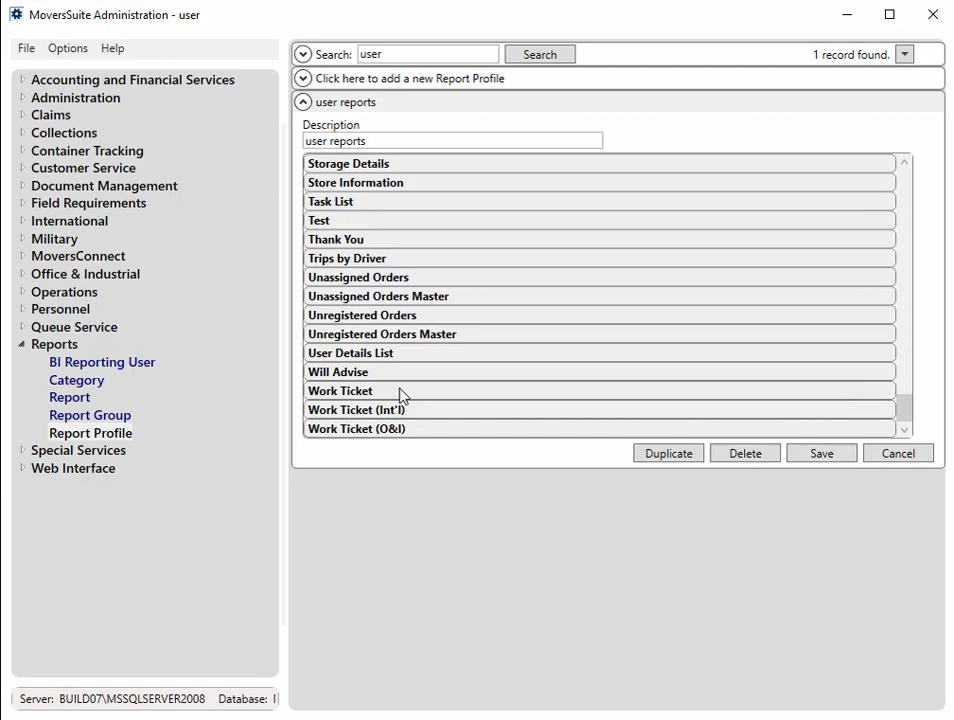 MoversSuite Administration - user
File Options Help
Accounting and Financial Services
Administration
Claims
Collections
Container Tracking
Customer Service
Document Management
Field Requirements
International
Military
MoversConnect
Office & Industrial
Operations
Personnel
Queue Service
Reports
BI Reporting User
Category
Report
Report Group
Report Profile
Special Services
Web Interface
Server: BUILD07\MSSQLSERVER2008 Database:
Search: user Search 1 record found.
Click here to add a new Report Profile
user reports
Description
user reports
Storage Details
Store Information
Task List
Test
Thank You
Trips by Driver
Unassigned Orders
Unassigned Orders Master
Unregistered Orders
Unregistered Orders Master
User Details List
Will Advise
Work Ticket
Work Ticket (Int'l)
Work Ticket (O&I)
Duplicate Delete Save Cancel